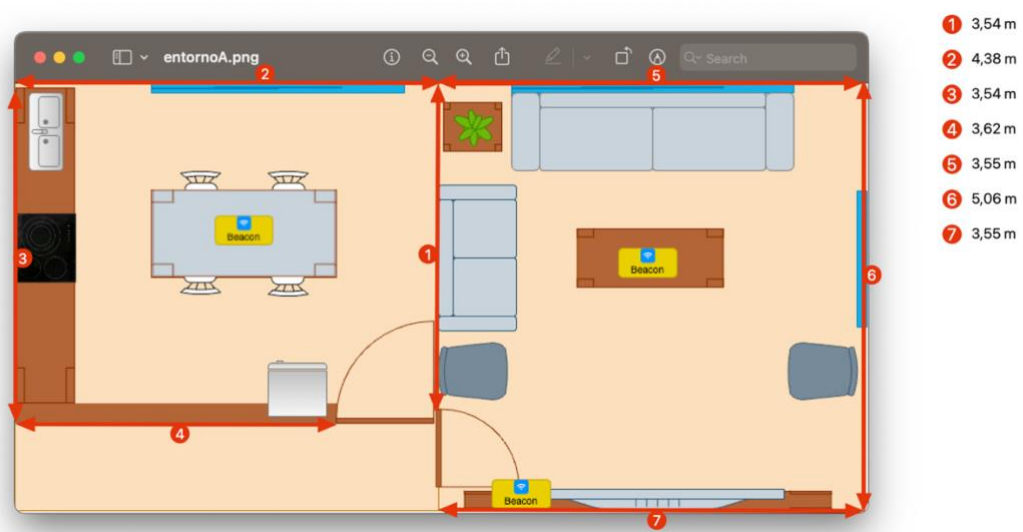 entornoA.png
Search
2
5
Beacon
1
3
Beacon
6
4
Beacon
7
1 3,54 m
2 4,38 m
3 3,54 m
4 3,62 m
5 3,55 m
6 5,06 m
7 3,55 m